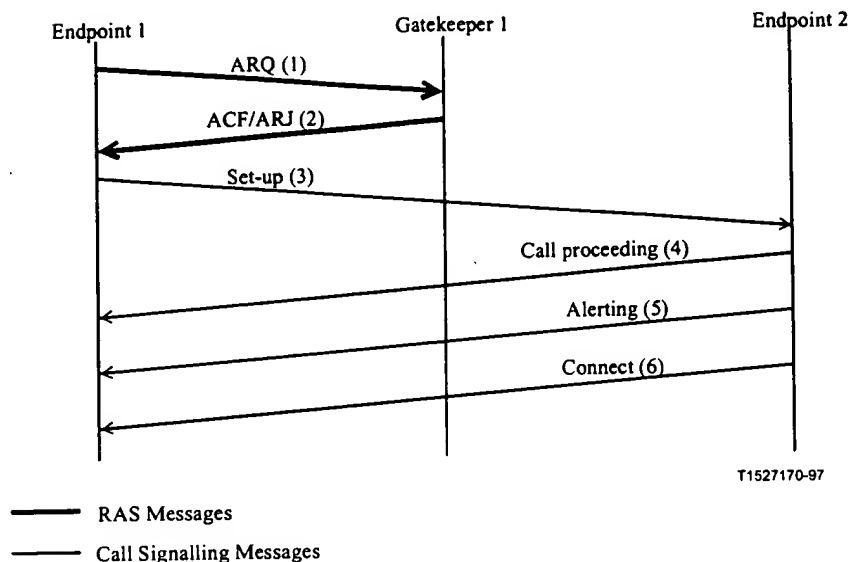 Endpoint 1
Gatekeeper 1
Endpoint 2
ARQ (1)
ACF/ARJ (2)
Set-up (3)
Call proceeding (4)
Alerting (5)
Connect (6)
T1527170-97
RAS Messages
Call Signalling Messages